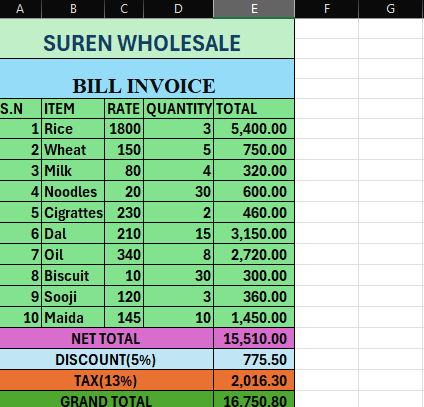 A B C D E F G
SUREN WHOLESALE
BILL INVOICE
S.N ITEM RATE QUANTITY TOTAL
1 Rice 1800 3 5,400.00
2 Wheat 150 5 750.00
3 Milk 80 4 320.00
4 Noodles 20 30 600.00
5 Cigrattes 230 2 460.00
6 Dal 210 15 3,150.00
7 Oil 340 8 2,720.00
8 Biscuit 10 30 300.00
9 Sooji 120 3 360.00
10 Maida 145 10 1,450.00
NET TOTAL 15,510.00
DISCOUNT(5%) 775.50
TAX(13%) 2,016.30
GRAND TOTAL 16,750.80